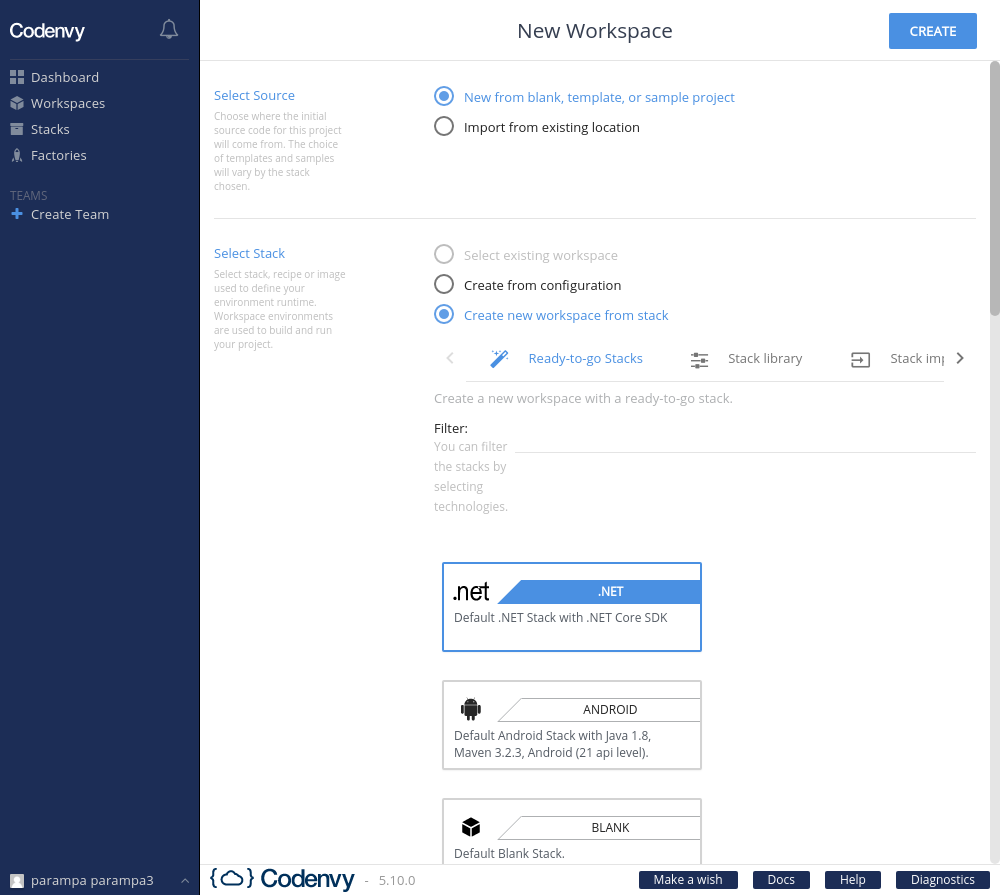 Codenvy
Dashboard
Workspaces
Stacks
Factories
TEAMS
Create Team
parampa parampa3
New Workspace
CREATE
Select Source
Choose where the initial
source code for this project
will come from. The choice
of templates and samples
will vary by the stack
chosen.
New from blank, template, or sample project
Import from existing location
Select Stack
Select stack, recipe or image
used to define your
environment runtime.
Workspace environments
are used to build and run
your project.
Select existing workspace
Create from configuration
Create new workspace from stack
Ready-to-go Stacks
Stack library
Stack imp
Create a new workspace with a ready-to-go stack.
Filter:
You can filter
the stacks by
selecting
technologies.
.net
.NET
Default .NET Stack with .NET Core SDK
ANDROID
Default Android Stack with Java 1.8,
Maven 3.2.3, Android (21 api level).
BLANK
Default Blank Stack.
Codenvy - 5.10.0
Make a wish
Docs
Help
Diagnostics